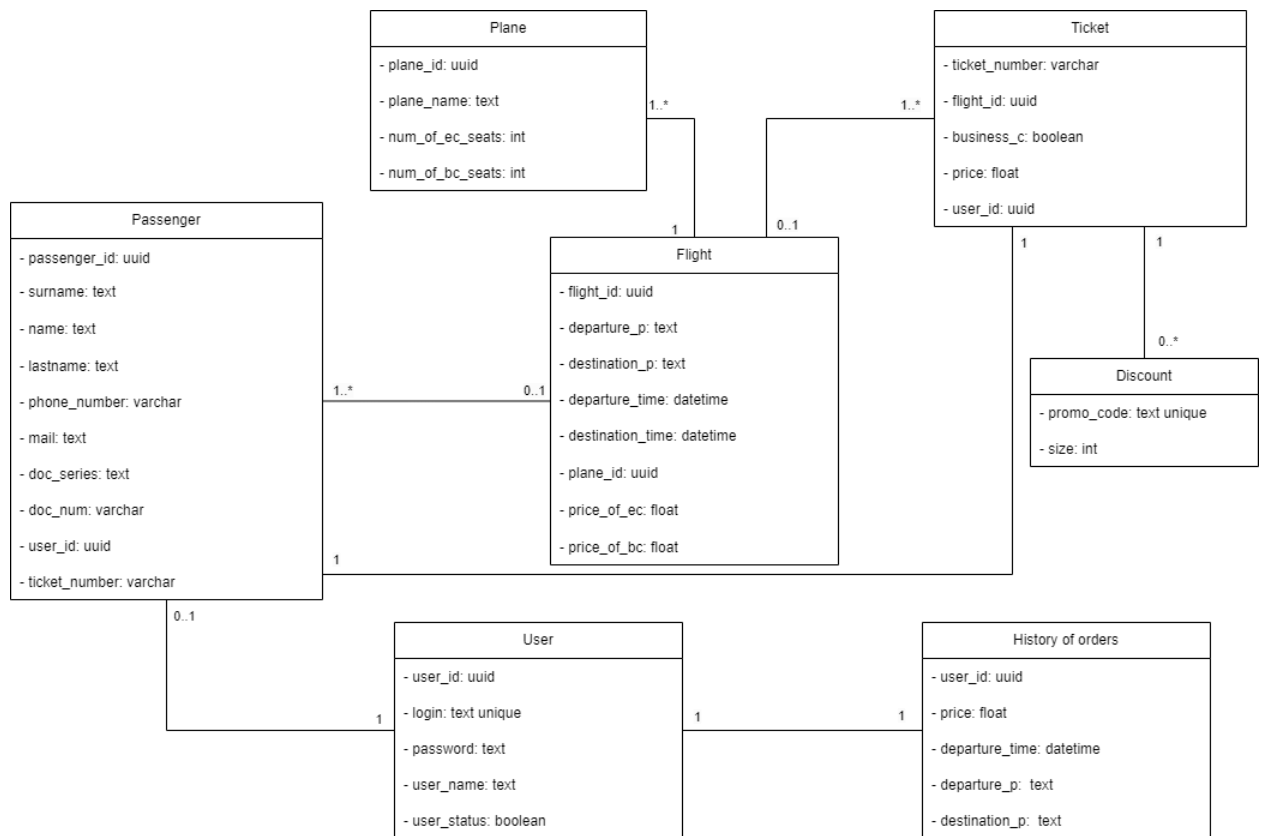 Plane
- plane_id: uuid
- plane_name: text
- num_of_ec_seats: int
- num_of_bc_seats: int
1..*
1
Ticket
- ticket_number: varchar
- flight_id: uuid
- business_c: boolean
- price: float
- user_id: uuid
1..*
0..1
1
1
Passenger
- passenger_id: uuid
- surname: text
- name: text
- lastname: text
- phone_number: varchar
- mail: text
- doc_series: text
- doc_num: varchar
- user_id: uuid
- ticket_number: varchar
1..*
0..1
1
0..1
Flight
- flight_id: uuid
- departure_p: text
- destination_p: text
- departure_time: datetime
- destination_time: datetime
- plane_id: uuid
- price_of_ec: float
- price_of_bc: float
0..*
Discount
- promo_code: text unique
- size: int
User
- user_id: uuid
- login: text unique
- password: text
- user_name: text
- user_status: boolean
1
1
1
History of orders
- user_id: uuid
- price: float
- departure_time: datetime
- departure_p: text
- destination_p: text